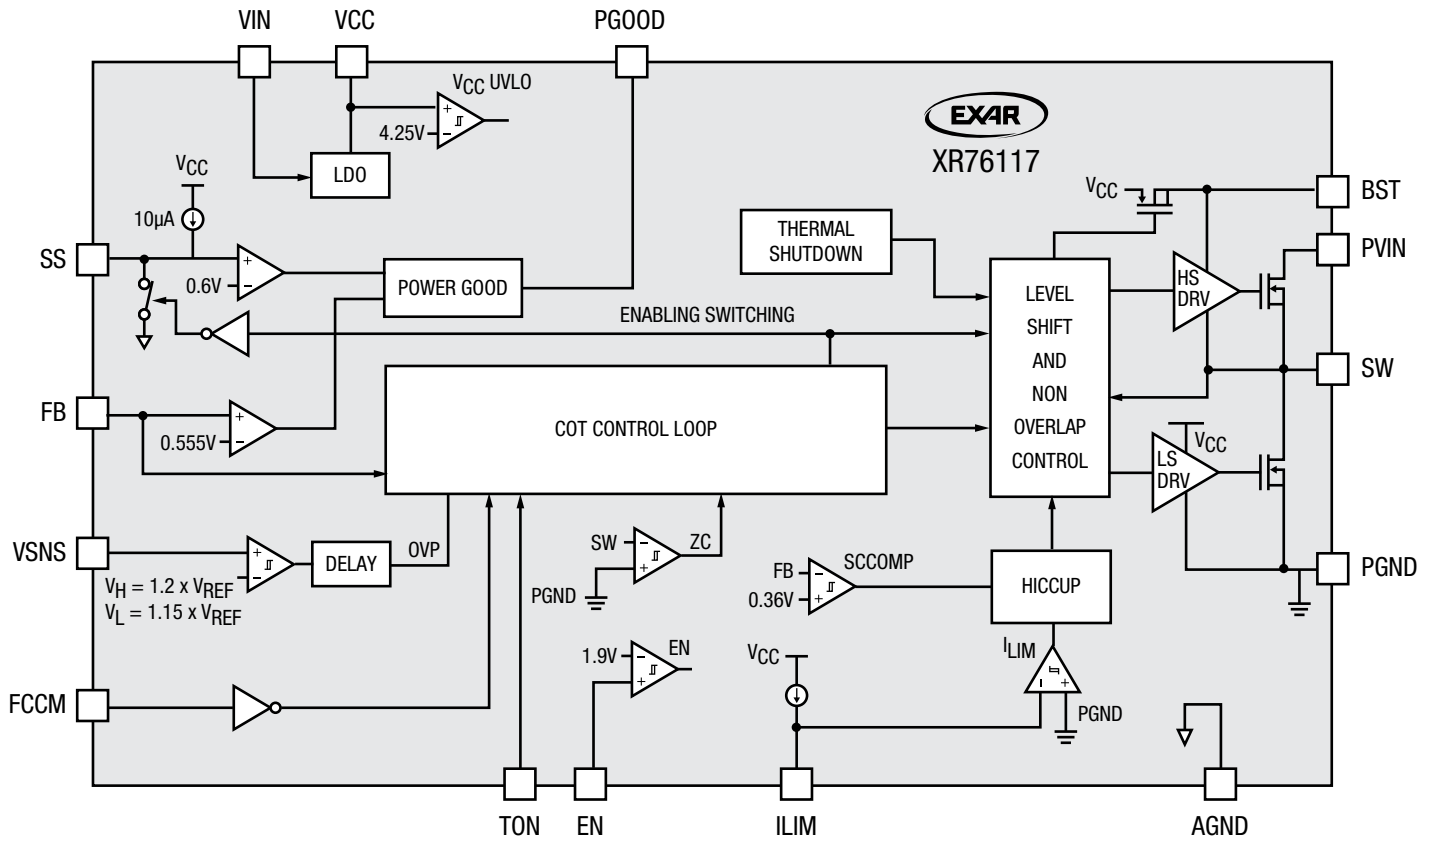 VIN VCC PGOOD
VCC UVLO
+
4.25V –
LDO
EXAR
XR76117
VCC
10µA
SS
+
0.6V –
POWER GOOD
ENABLING SWITCHING
THERMAL
SHUTDOWN
LEVEL
SHIFT
AND
NON
OVERLAP
CONTROL
VCC
BST
PVIN
HS
DRV
SW
FB
+
0.555V –
COT CONTROL LOOP
VCC
LS
DRV
PGND
VSNS
+
–
VH = 1.2 x VREF
VL = 1.15 x VREF
DELAY
OVP
SW –
+
ZC
PGND
FB –
0.36V +
SCCOMP
HICCUP
1.9V –
+
EN
VCC
ILIM
– +
PGND
FCCM
TON EN ILIM AGND